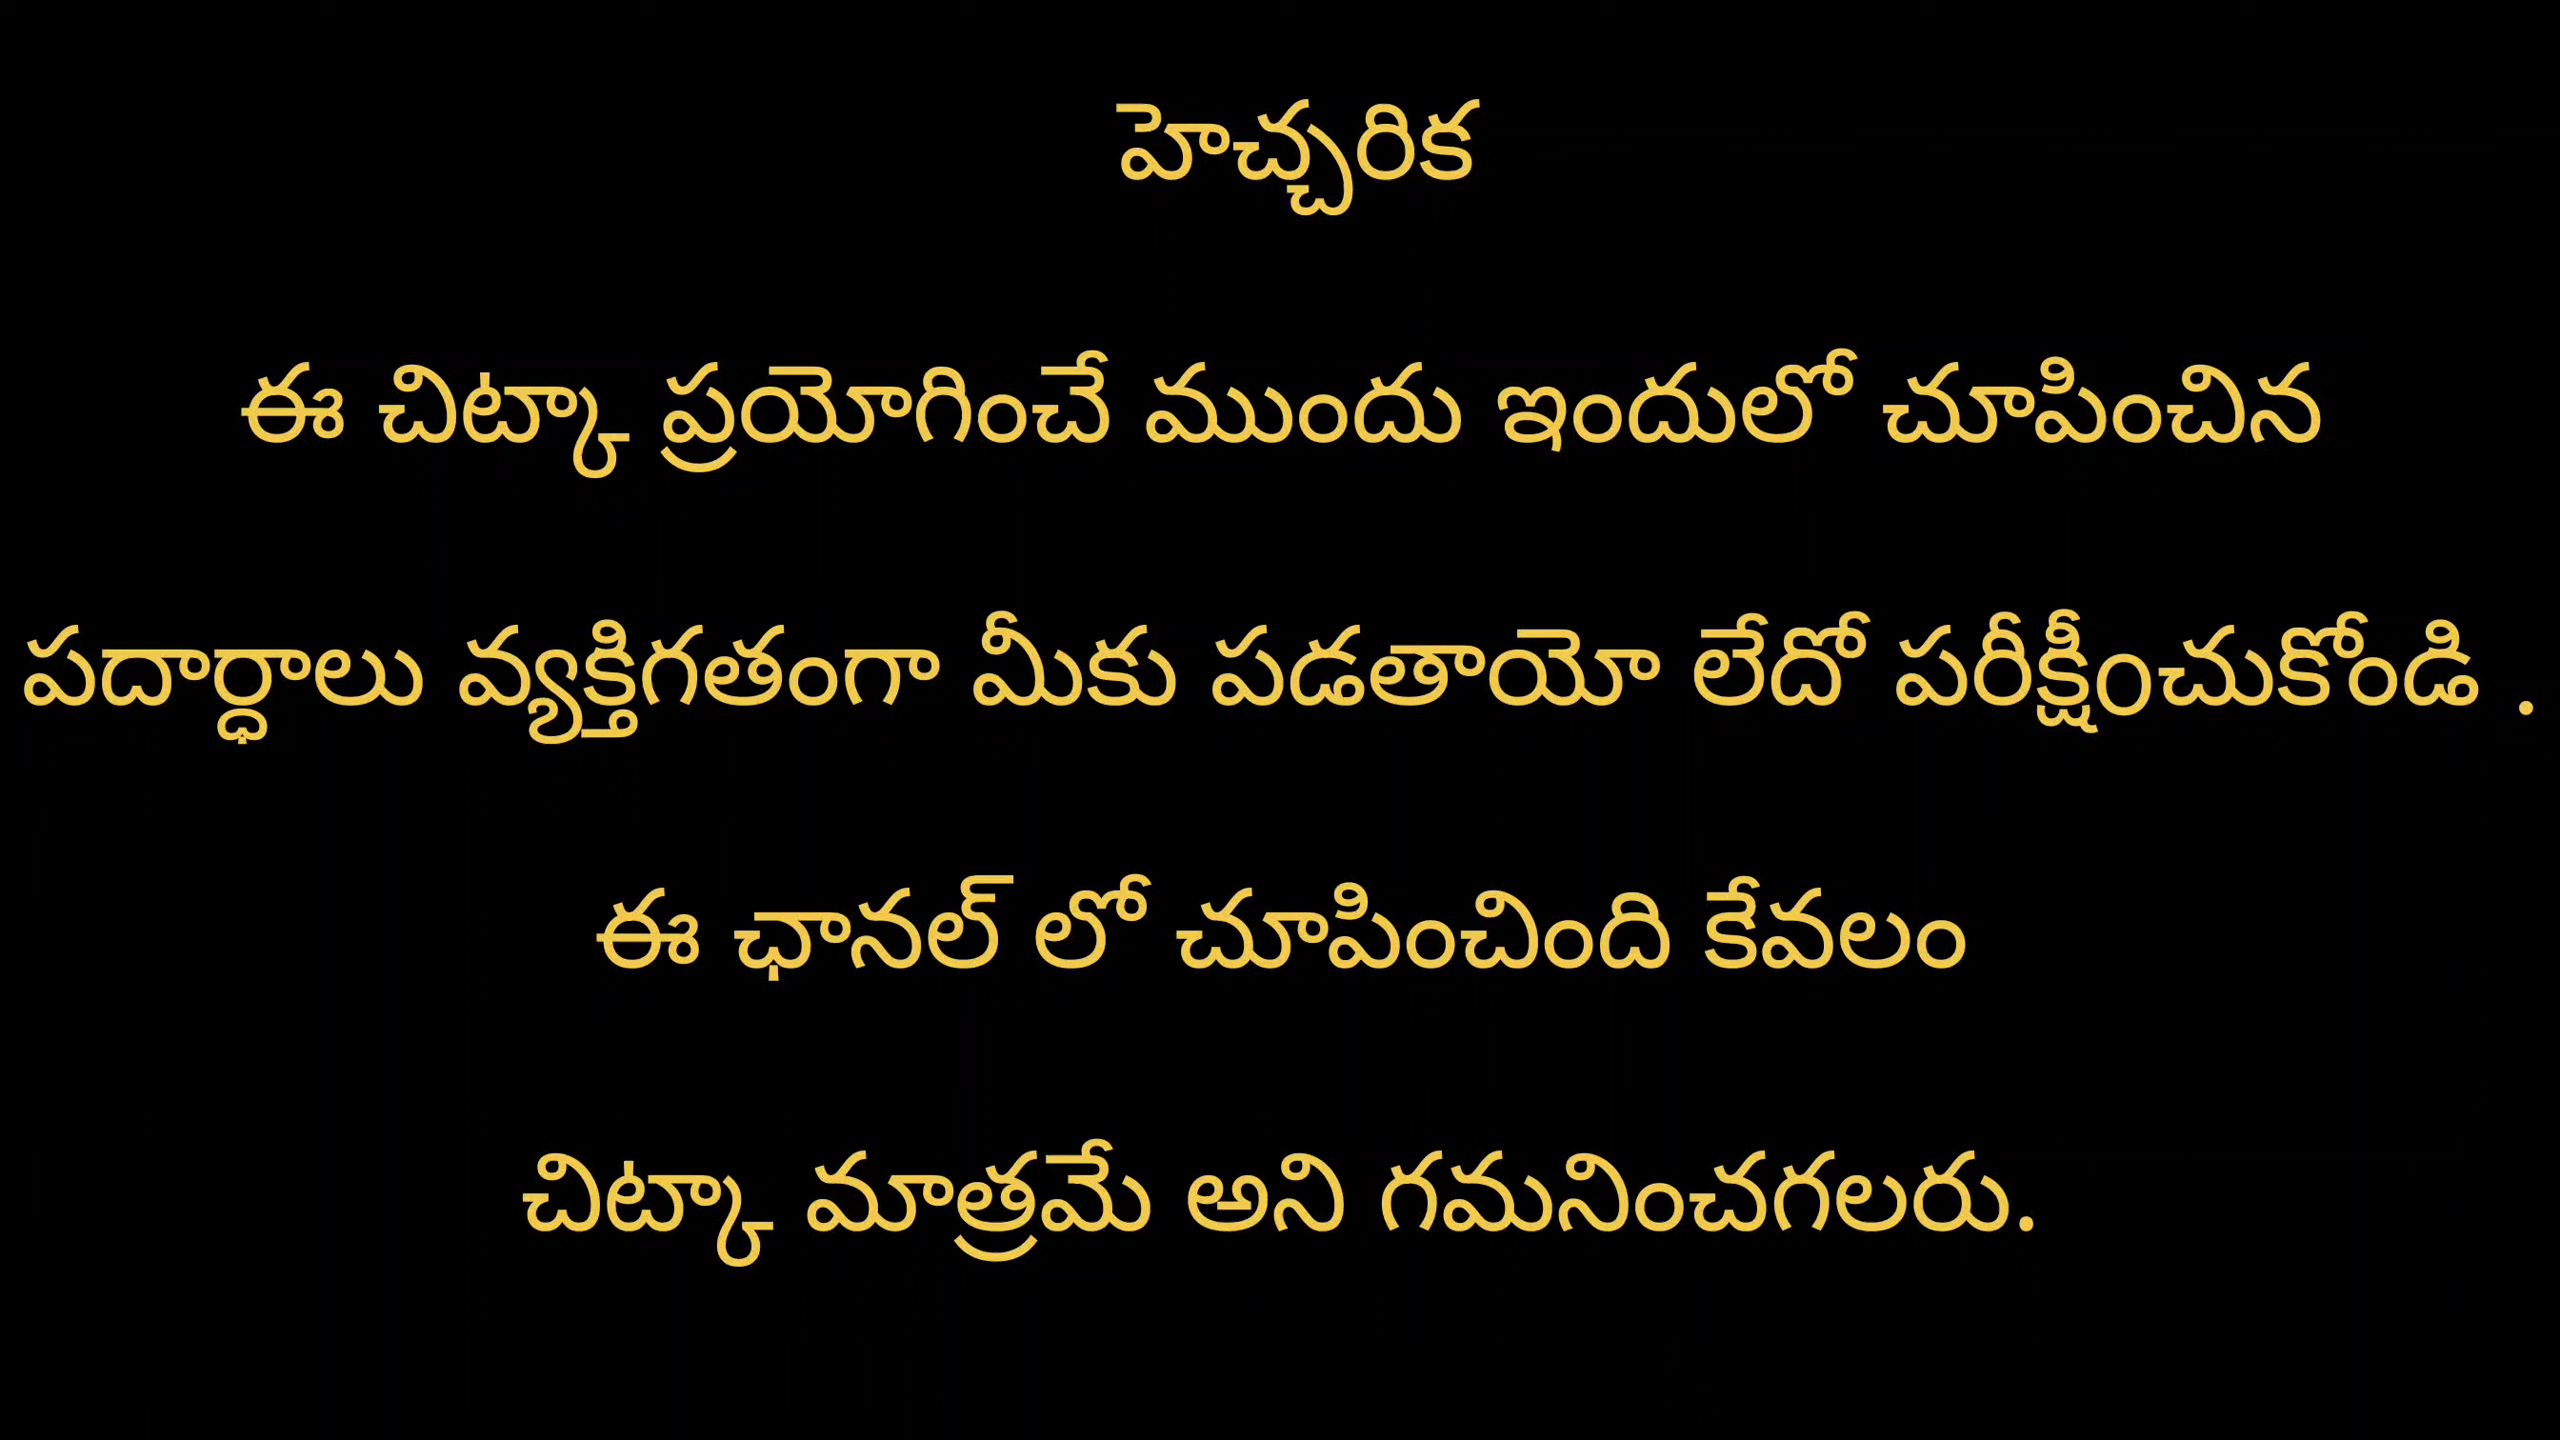 హెచ్చరిక
ఈ చిట్కా ప్రయోగించే ముందు ఇందులో చూపించిన
పదార్ధాలు వ్యక్తిగతంగా మీకు పడతాయో లేదో పరీక్షించుకోండి .
ఈ ఛానల్ లో చూపించింది కేవలం
చిట్కా మాత్రమే అని గమనించగలరు.